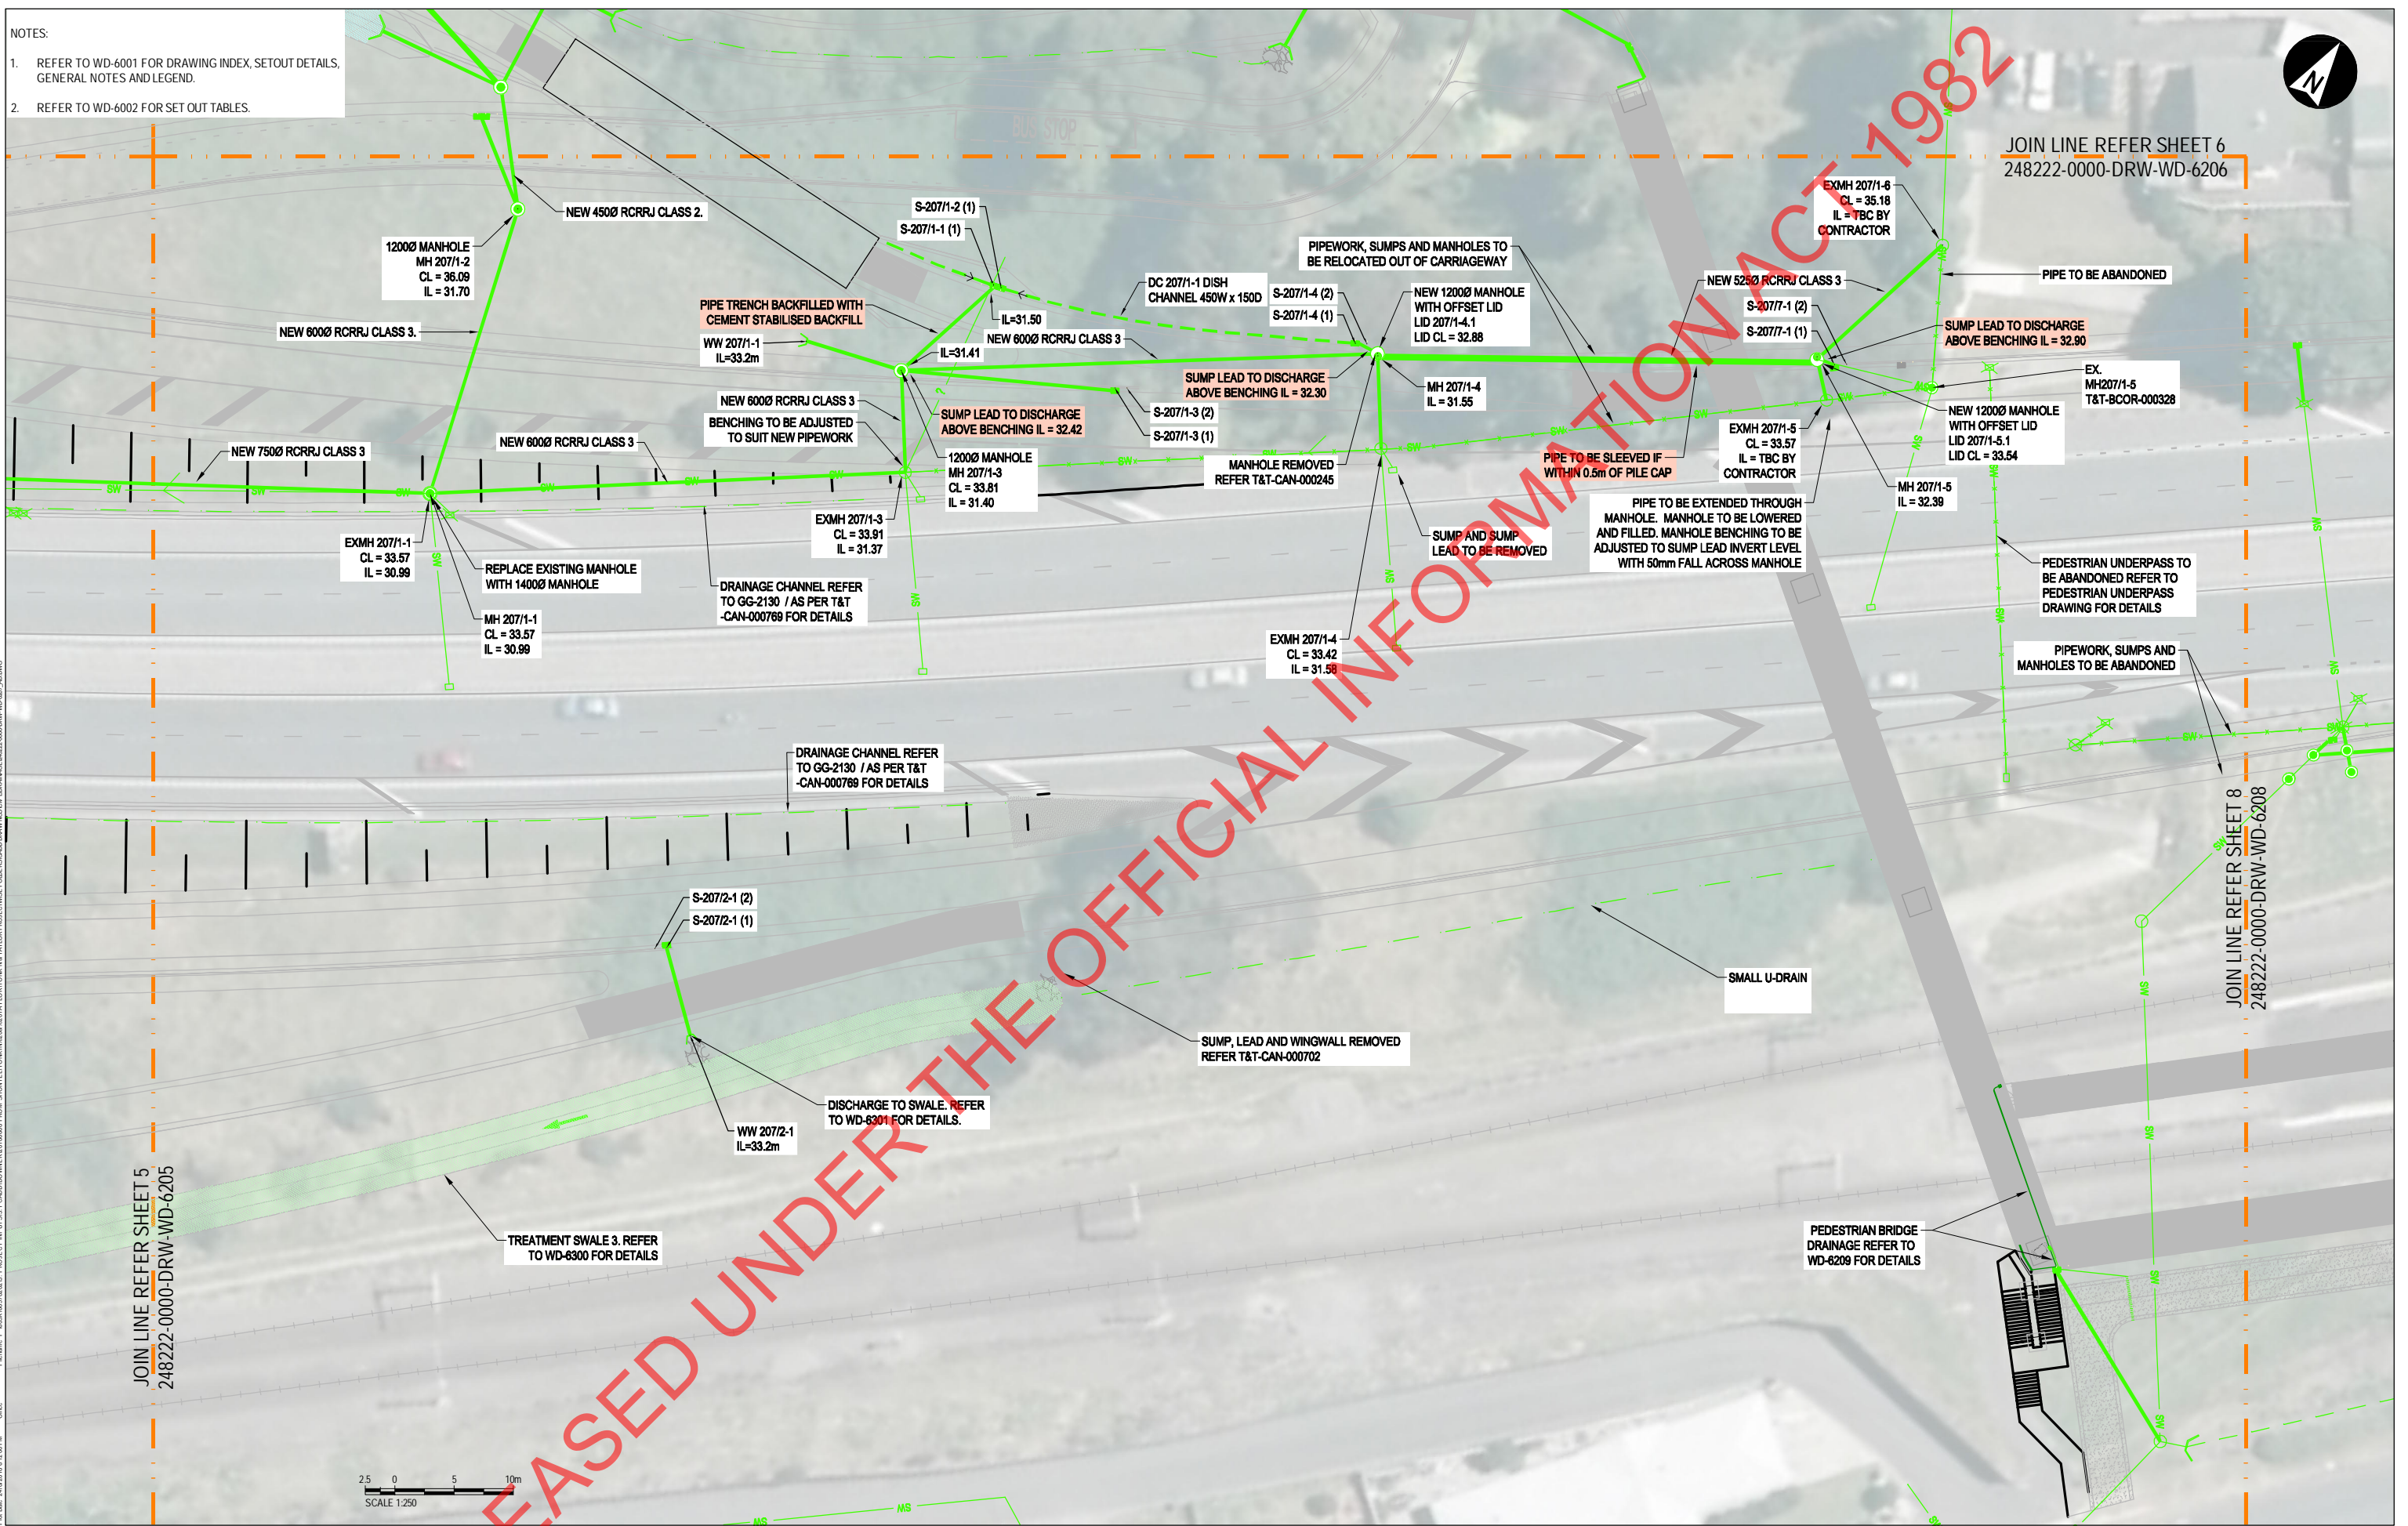 NOTES:
1. REFER TO WD-6001 FOR DRAWING INDEX, SETOUT DETAILS,
GENERAL NOTES AND LEGEND.
2. REFER TO WD-6002 FOR SET OUT TABLES.
N
JOIN LINE REFER SHEET 6
248222-0000-DRW-WD-6206
BUS STOP
NEW 450Ø RCRRJ CLASS 2.
1200Ø MANHOLE
MH 207/1-2
CL = 36.09
IL = 31.70
NEW 600Ø RCRRJ CLASS 3.
S-207/1-2 (1)
S-207/1-1 (1)
PIPE TRENCH BACKFILLED WITH
CEMENT STABILISED BACKFILL
WW 207/1-1
IL=33.2m
IL=31.50
IL=31.41
NEW 600Ø RCRRJ CLASS 3
DC 207/1-1 DISH
CHANNEL 450W x 150D
S-207/1-4 (2)
S-207/1-4 (1)
PIPEWORK, SUMPS AND MANHOLES TO
BE RELOCATED OUT OF CARRIAGEWAY
NEW 1200Ø MANHOLE
WITH OFFSET LID
LID 207/1-4.1
LID CL = 32.88
NEW 525Ø RCRRJ CLASS 3
S-207/7-1 (2)
S-207/7-1 (1)
EXMH 207/1-6
CL = 35.18
IL = TBC BY
CONTRACTOR
PIPE TO BE ABANDONED
SUMP LEAD TO DISCHARGE
ABOVE BENCHING IL = 32.90
EX.
MH207/1-5
T&T-BCOR-000328
NEW 1200Ø MANHOLE
WITH OFFSET LID
LID 207/1-5.1
LID CL = 33.54
MH 207/1-5
IL = 32.39
SUMP LEAD TO DISCHARGE
ABOVE BENCHING IL = 32.30
MH 207/1-4
IL = 31.55
NEW 600Ø RCRRJ CLASS 3
BENCHING TO BE ADJUSTED
TO SUIT NEW PIPEWORK
SUMP LEAD TO DISCHARGE
ABOVE BENCHING IL = 32.42
S-207/1-3 (2)
S-207/1-3 (1)
1200Ø MANHOLE
MH 207/1-3
CL = 33.81
IL = 31.40
NEW 750Ø RCRRJ CLASS 3
NEW 600Ø RCRRJ CLASS 3
MANHOLE REMOVED
REFER T&T-CAN-000245
PIPE TO BE SLEEVED IF
WITHIN 0.5m OF PILE CAP
EXMH 207/1-5
CL = 33.57
IL = TBC BY
CONTRACTOR
PIPE TO BE EXTENDED THROUGH
MANHOLE. MANHOLE TO BE LOWERED
AND FILLED. MANHOLE BENCHING TO BE
ADJUSTED TO SUMP LEAD INVERT LEVEL
WITH 50mm FALL ACROSS MANHOLE
EXMH 207/1-1
CL = 33.57
IL = 30.99
REPLACE EXISTING MANHOLE
WITH 1400Ø MANHOLE
MH 207/1-1
CL = 33.57
IL = 30.99
EXMH 207/1-3
CL = 33.91
IL = 31.37
DRAINAGE CHANNEL REFER
TO GG-2130 / AS PER T&T
-CAN-000769 FOR DETAILS
SUMP AND SUMP
LEAD TO BE REMOVED
EXMH 207/1-4
CL = 33.42
IL = 31.58
PEDESTRIAN UNDERPASS TO
BE ABANDONED REFER TO
PEDESTRIAN UNDERPASS
DRAWING FOR DETAILS
PIPEWORK, SUMPS AND
MANHOLES TO BE ABANDONED
DRAINAGE CHANNEL REFER
TO GG-2130 / AS PER T&T
-CAN-000769 FOR DETAILS
S-207/2-1 (2)
S-207/2-1 (1)
SMALL U-DRAIN
SUMP, LEAD AND WINGWALL REMOVED
REFER T&T-CAN-000702
DISCHARGE TO SWALE. REFER
TO WD-6301 FOR DETAILS.
WW 207/2-1
IL=33.2m
TREATMENT SWALE 3. REFER
TO WD-6300 FOR DETAILS
PEDESTRIAN BRIDGE
DRAINAGE REFER TO
WD-6209 FOR DETAILS
JOIN LINE REFER SHEET 5
248222-0000-DRW-WD-6205
JOIN LINE REFER SHEET 8
248222-0000-DRW-WD-6208
SW
SW
SW
SW
SW
SW
SW
2.5 0 5 10m
SCALE 1:250
EASED UNDER THE OFFICIAL INFORMATION ACT 1982